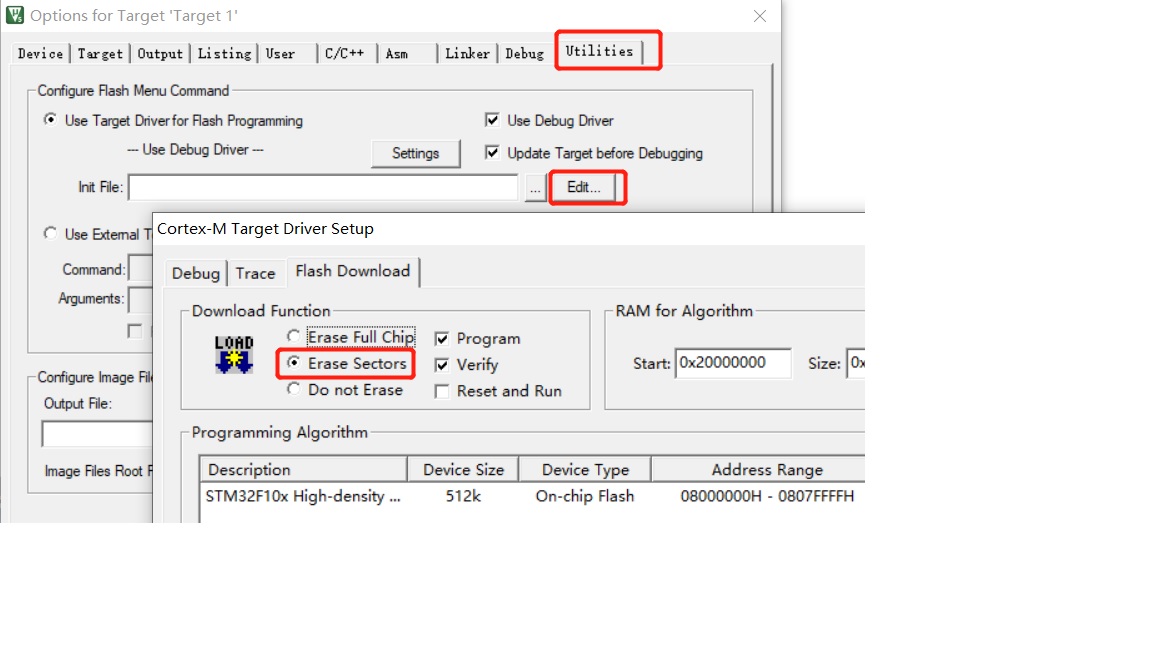 Options for Target 'Target 1'
Device Target Output Listing User C/C++ Asm Linker Debug Utilities
Configure Flash Menu Command
Use Target Driver for Flash Programming
Use Debug Driver
--- Use Debug Driver ---
Settings
Update Target before Debugging
Init File:
...
Edit...
Use External T
Command:
Arguments:
Configure Image File
Output File:
Image Files Root F
Cortex-M Target Driver Setup
Debug Trace Flash Download
Download Function
LOAD
Erase Full Chip
Program
Erase Sectors
Verify
Do not Erase
Reset and Run
RAM for Algorithm
Start: 0x20000000 Size: 0x
Programming Algorithm
Description Device Size Device Type Address Range
STM32F10x High-density ... 512k On-chip Flash 08000000H - 0807FFFFH